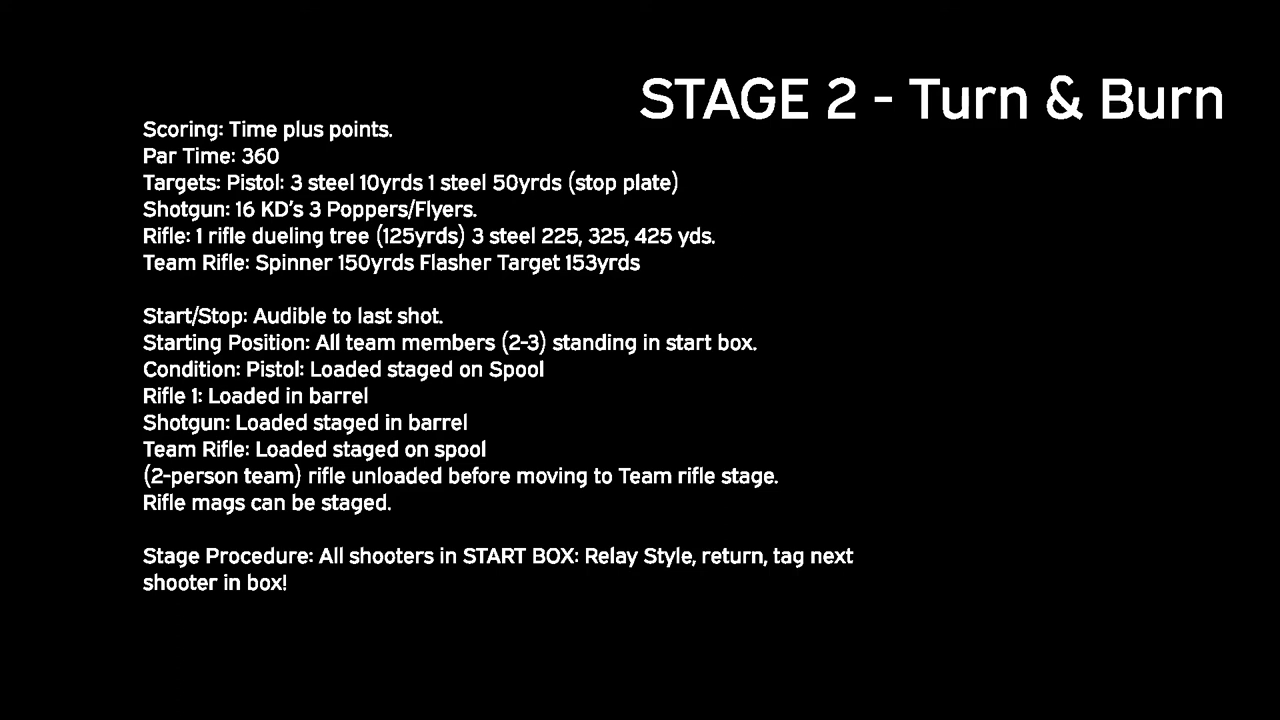 STAGE 2 - Turn & Burn
Scoring: Time plus points.
Par Time: 360
Targets: Pistol: 3 steel 10yrds 1 steel 50yrds (stop plate)
Shotgun: 16 KD's 3 Poppers/Flyers.
Rifle: 1 rifle dueling tree (125yrds) 3 steel 225, 325, 425 yds.
Team Rifle: Spinner 150yrds Flasher Target 153yrds
Start/Stop: Audible to last shot.
Starting Position: All team members (2-3) standing in start box.
Condition: Pistol: Loaded staged on Spool
Rifle 1: Loaded in barrel
Shotgun: Loaded staged in barrel
Team Rifle: Loaded staged on spool
(2-person team) rifle unloaded before moving to Team rifle stage.
Rifle mags can be staged.
Stage Procedure: All shooters in START BOX: Relay Style, return, tag next
shooter in box!